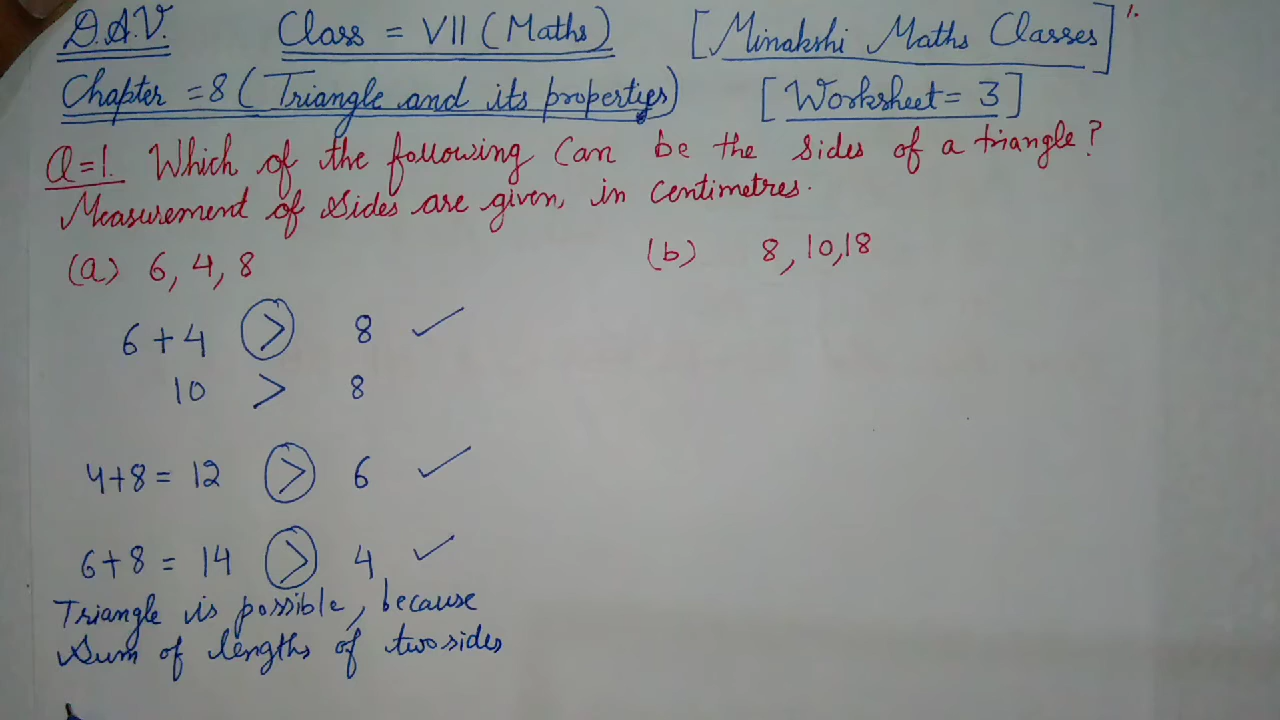 D.A.V. Class = VII (Maths) [Minakshi Maths Classes] 1.
Chapter = 8 (Triangle and its properties) [Worksheet = 3]
Q=1. Which of the following Can be the Sides of a triangle?
Measurement of Sides are given, in Centimetres.
(a) 6, 4, 8 (b) 8, 10, 18
6 + 4 > 8 ✓
10 > 8
4+8 = 12 > 6 ✓
6+8 = 14 > 4 ✓
Triangle is possible, because
Sum of lengths of two sides